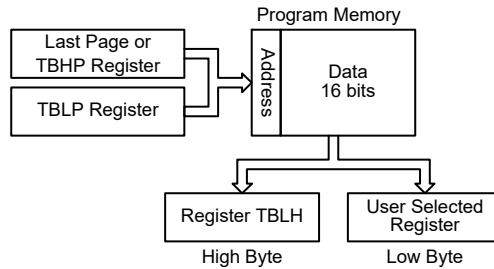 Program Memory
Last Page or
TBHP Register
TBLP Register
Address
Data
16 bits
Register TBLH
User Selected
Register
High Byte
Low Byte